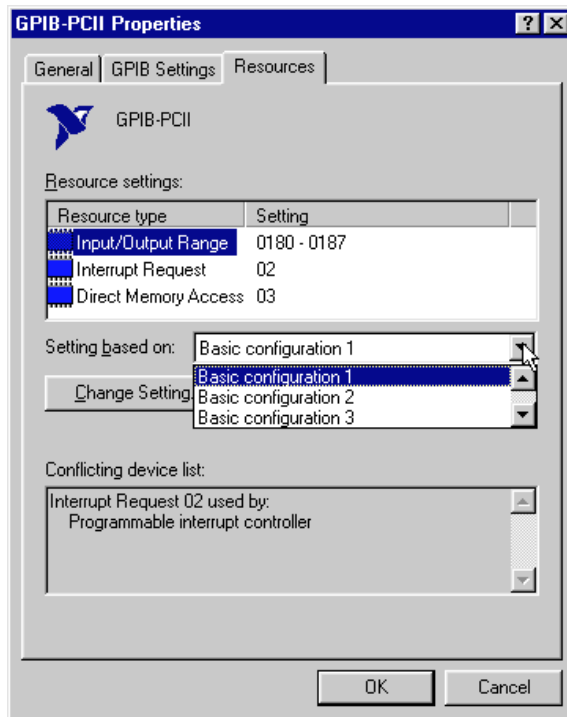 GPIB-PCII Properties
General GPIB Settings Resources
GPIB-PCII
Resource settings:
Resource type Setting
Input/Output Range 0180 - 0187
Interrupt Request 02
Direct Memory Access 03
Setting based on: Basic configuration 1
Basic configuration 1
Change Setting.
Basic configuration 2
Basic configuration 3
Conflicting device list:
Interrupt Request 02 used by:
Programmable interrupt controller
OK Cancel